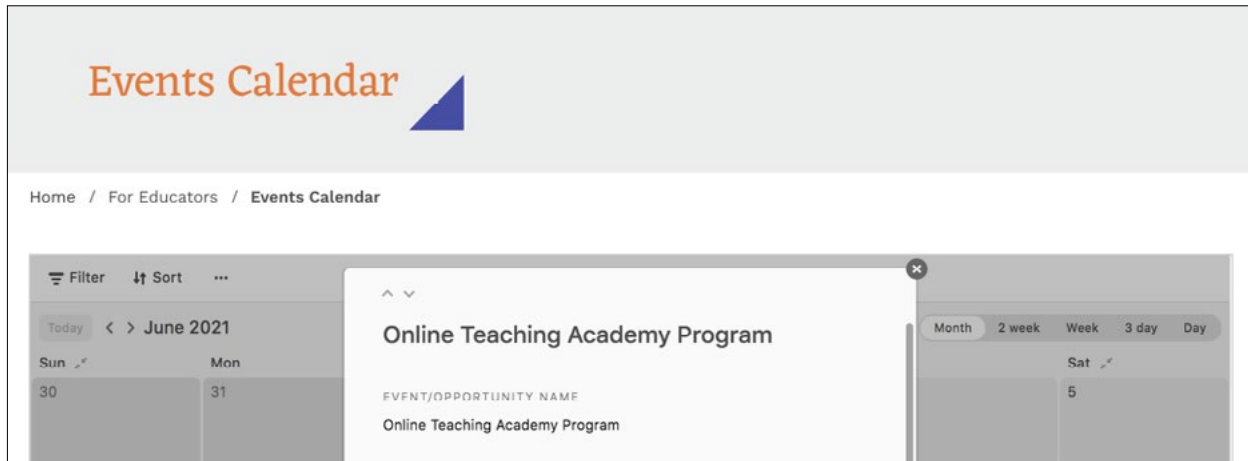 Events Calendar
Home / For Educators / Events Calendar
Filter Sort ...
Online Teaching Academy Program
Today < > June 2021
Month 2 week Week 3 day Day
Sun Mon Sat
30 31 5
EVENT/OPPORTUNITY NAME
Online Teaching Academy Program